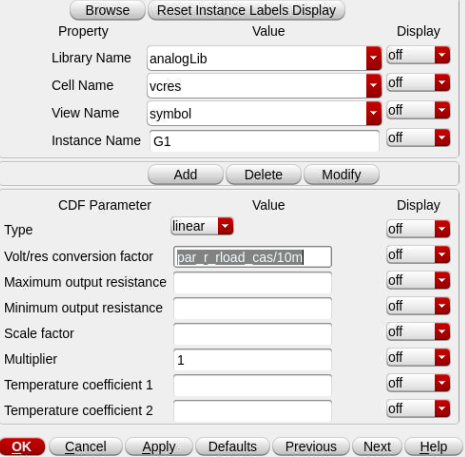 Browse Reset Instance Labels Display
Property Value Display
Library Name analogLib off
Cell Name vcres off
View Name symbol off
Instance Name G1 off
Add Delete Modify
CDF Parameter Value Display
Type linear off
Volt/res conversion factor par_r_rload_cas/10m off
Maximum output resistance off
Minimum output resistance off
Scale factor off
Multiplier 1 off
Temperature coefficient 1 off
Temperature coefficient 2 off
OK Cancel Apply Defaults Previous Next Help